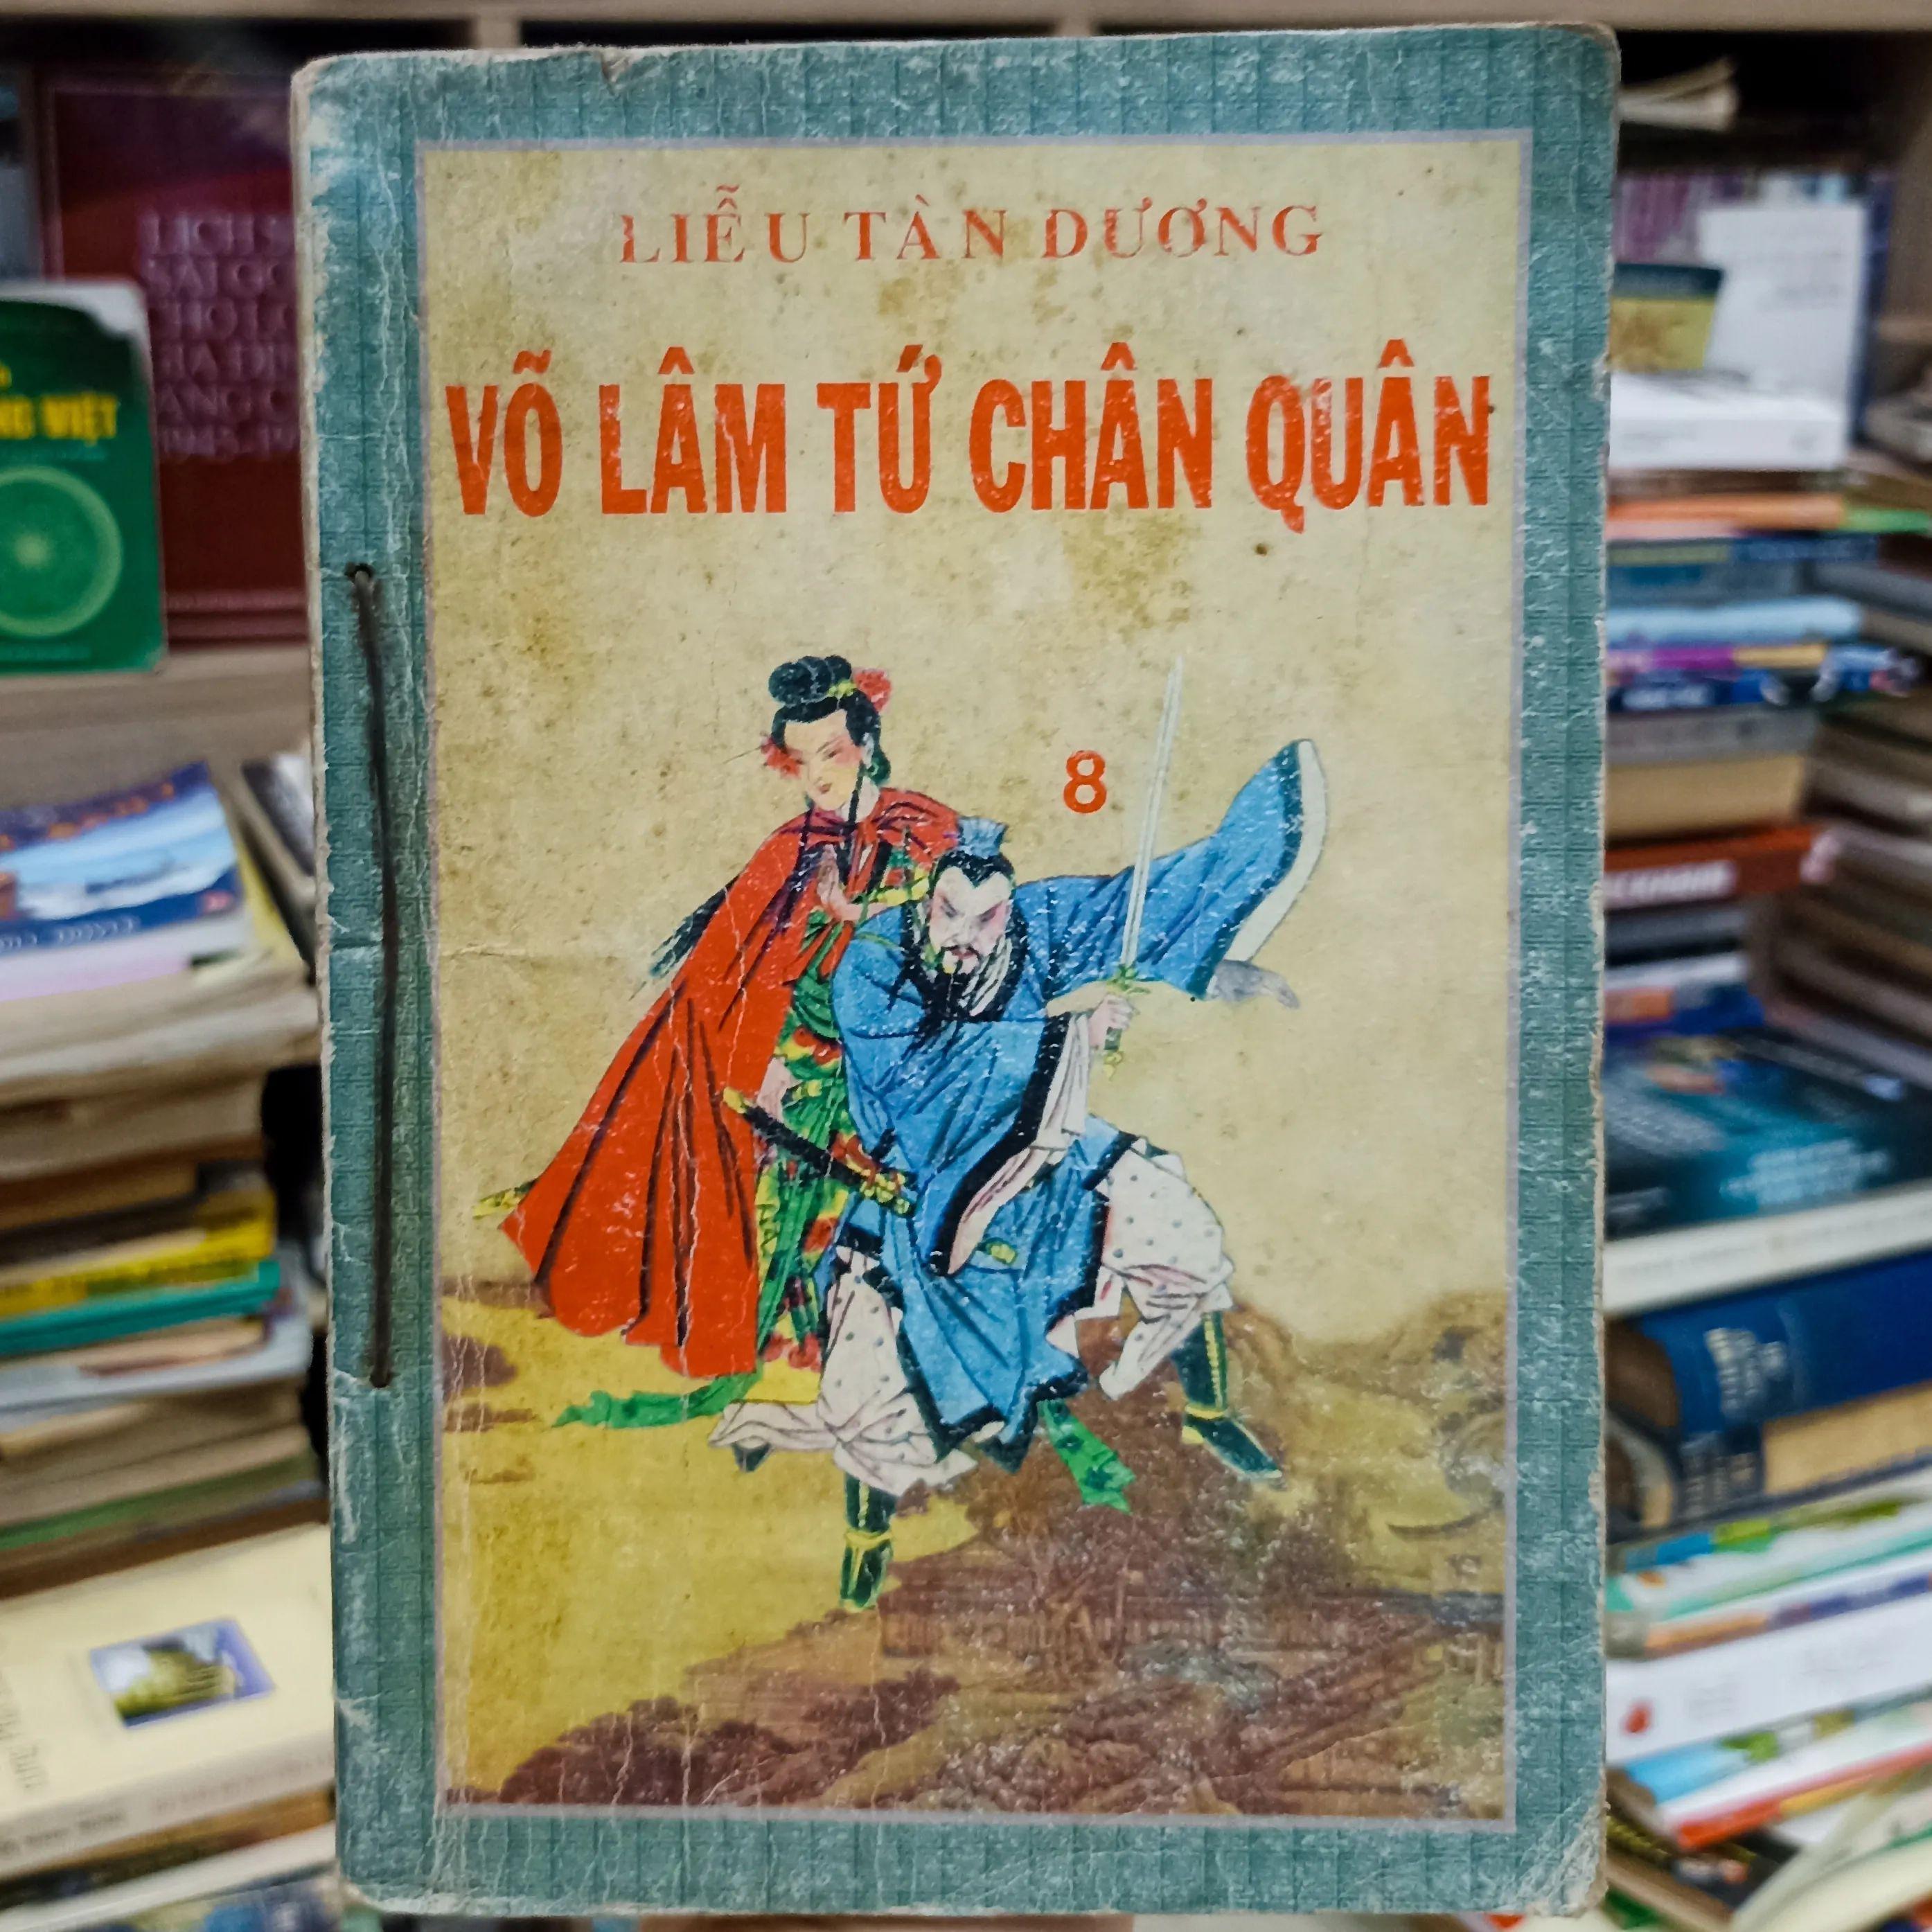 LIỄU TÀN DƯƠNG
VÕ LÂM TỨ CHÂN QUÂN
8